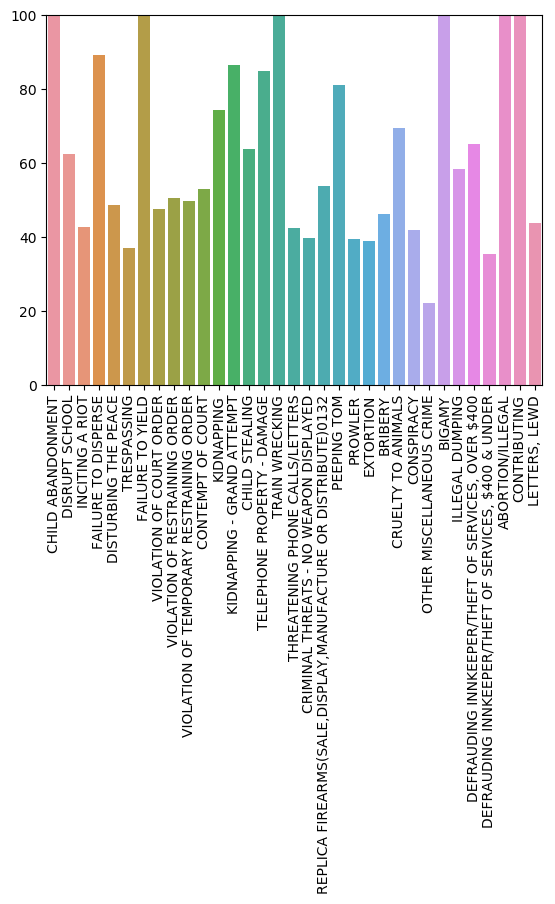 100
80
60
40
20
0
CHILD ABANDONMENT
DISRUPT SCHOOL
INCITING A RIOT
FAILURE TO DISPERSE
DISTURBING THE PEACE
TRESPASSING
FAILURE TO YIELD
VIOLATION OF COURT ORDER
VIOLATION OF RESTRAINING ORDER
VIOLATION OF TEMPORARY RESTRAINING ORDER
CONTEMPT OF COURT
KIDNAPPING
KIDNAPPING - GRAND ATTEMPT
CHILD STEALING
TELEPHONE PROPERTY - DAMAGE
TRAIN WRECKING
THREATENING PHONE CALLS/LETTERS
CRIMINAL THREATS - NO WEAPON DISPLAYED
REPLICA FIREARMS(SALE,DISPLAY,MANUFACTURE OR DISTRIBUTE)0132
PEEPING TOM
PROWLER
EXTORTION
BRIBERY
CRUELTY TO ANIMALS
CONSPIRACY
OTHER MISCELLANEOUS CRIME
BIGAMY
ILLEGAL DUMPING
DEFRAUDING INNKEEPER/THEFT OF SERVICES, OVER $400
DEFRAUDING INNKEEPER/THEFT OF SERVICES, $400 & UNDER
ABORTION/ILLEGAL
CONTRIBUTING
LETTERS, LEWD